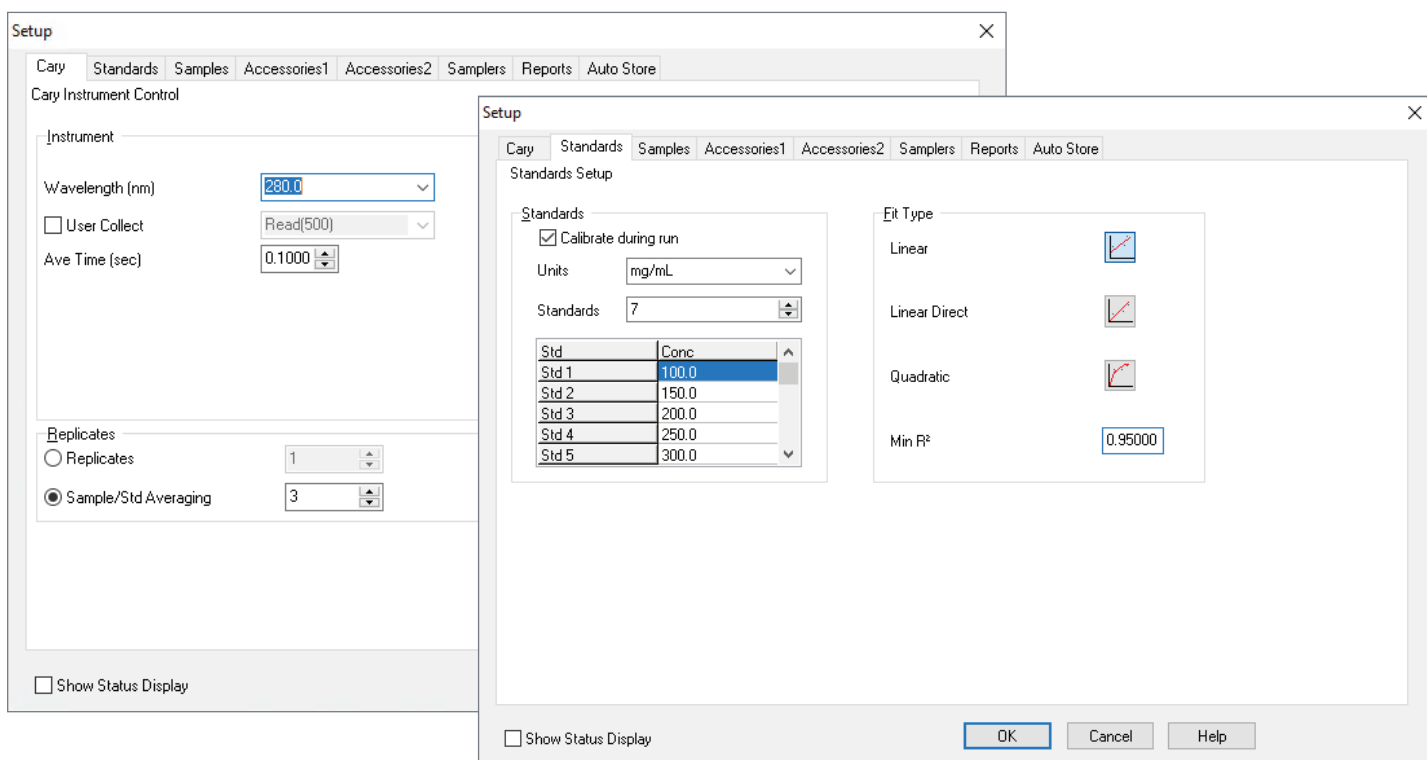 Setup
Cary Standards Samples Accessories1 Accessories2 Samplers Reports Auto Store
Cary Instrument Control
Instrument
Wavelength (nm) 280.0
User Collect Read(500)
Ave Time (sec) 0.1000
Replicates
Replicates 1
Sample/Std Averaging 3
Show Status Display
Setup
Cary Standards Samples Accessories1 Accessories2 Samplers Reports Auto Store
Standards Setup
Standards
Calibrate during run
Units mg/mL
Standards 7
Std Conc
Std 1 100.0
Std 2 150.0
Std 3 200.0
Std 4 250.0
Std 5 300.0
Fit Type
Linear
Linear Direct
Quadratic
Min R² 0.95000
Show Status Display
OK Cancel Help